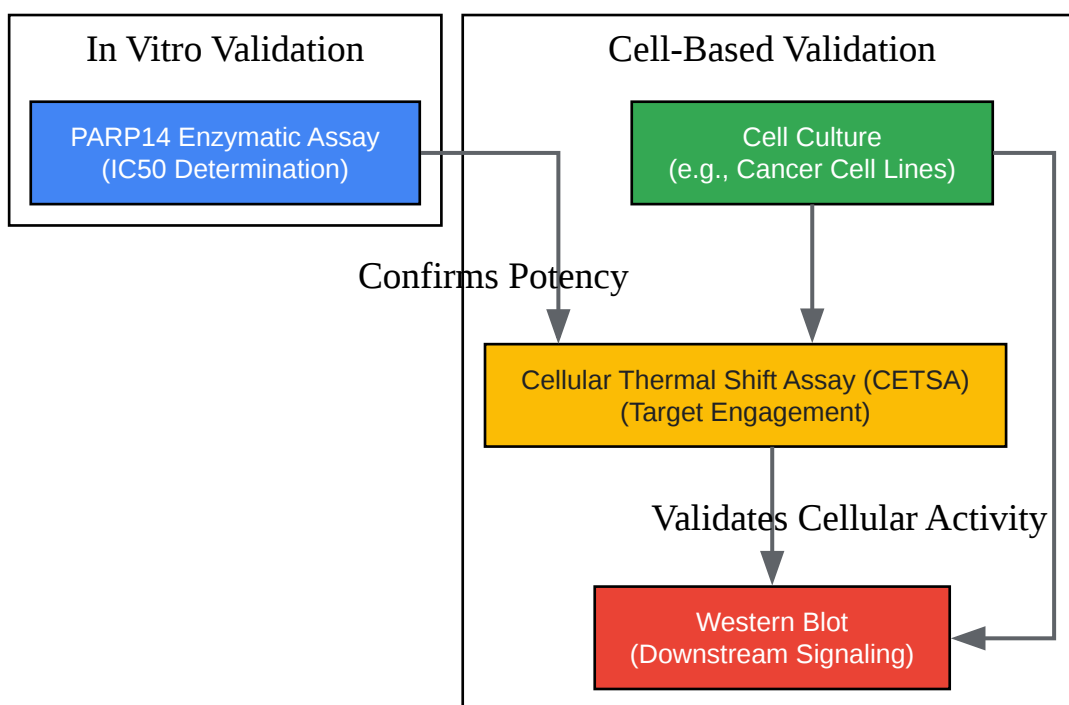 In Vitro Validation
PARP14 Enzymatic Assay
(IC50 Determination)
Cell-Based Validation
Cell Culture
(e.g., Cancer Cell Lines)
Confirms Potency
Cellular Thermal Shift Assay (CETSA)
(Target Engagement)
Validates Cellular Activity
Western Blot
(Downstream Signaling)